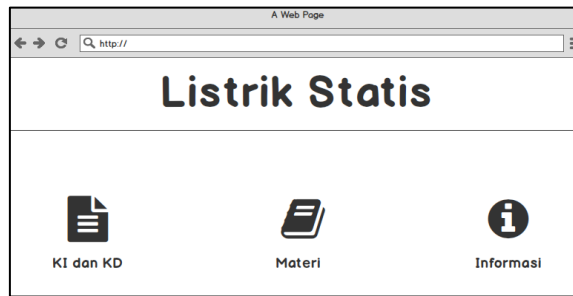 A Web Page
http://
Listrik Statis
KI dan KD
Materi
Informasi